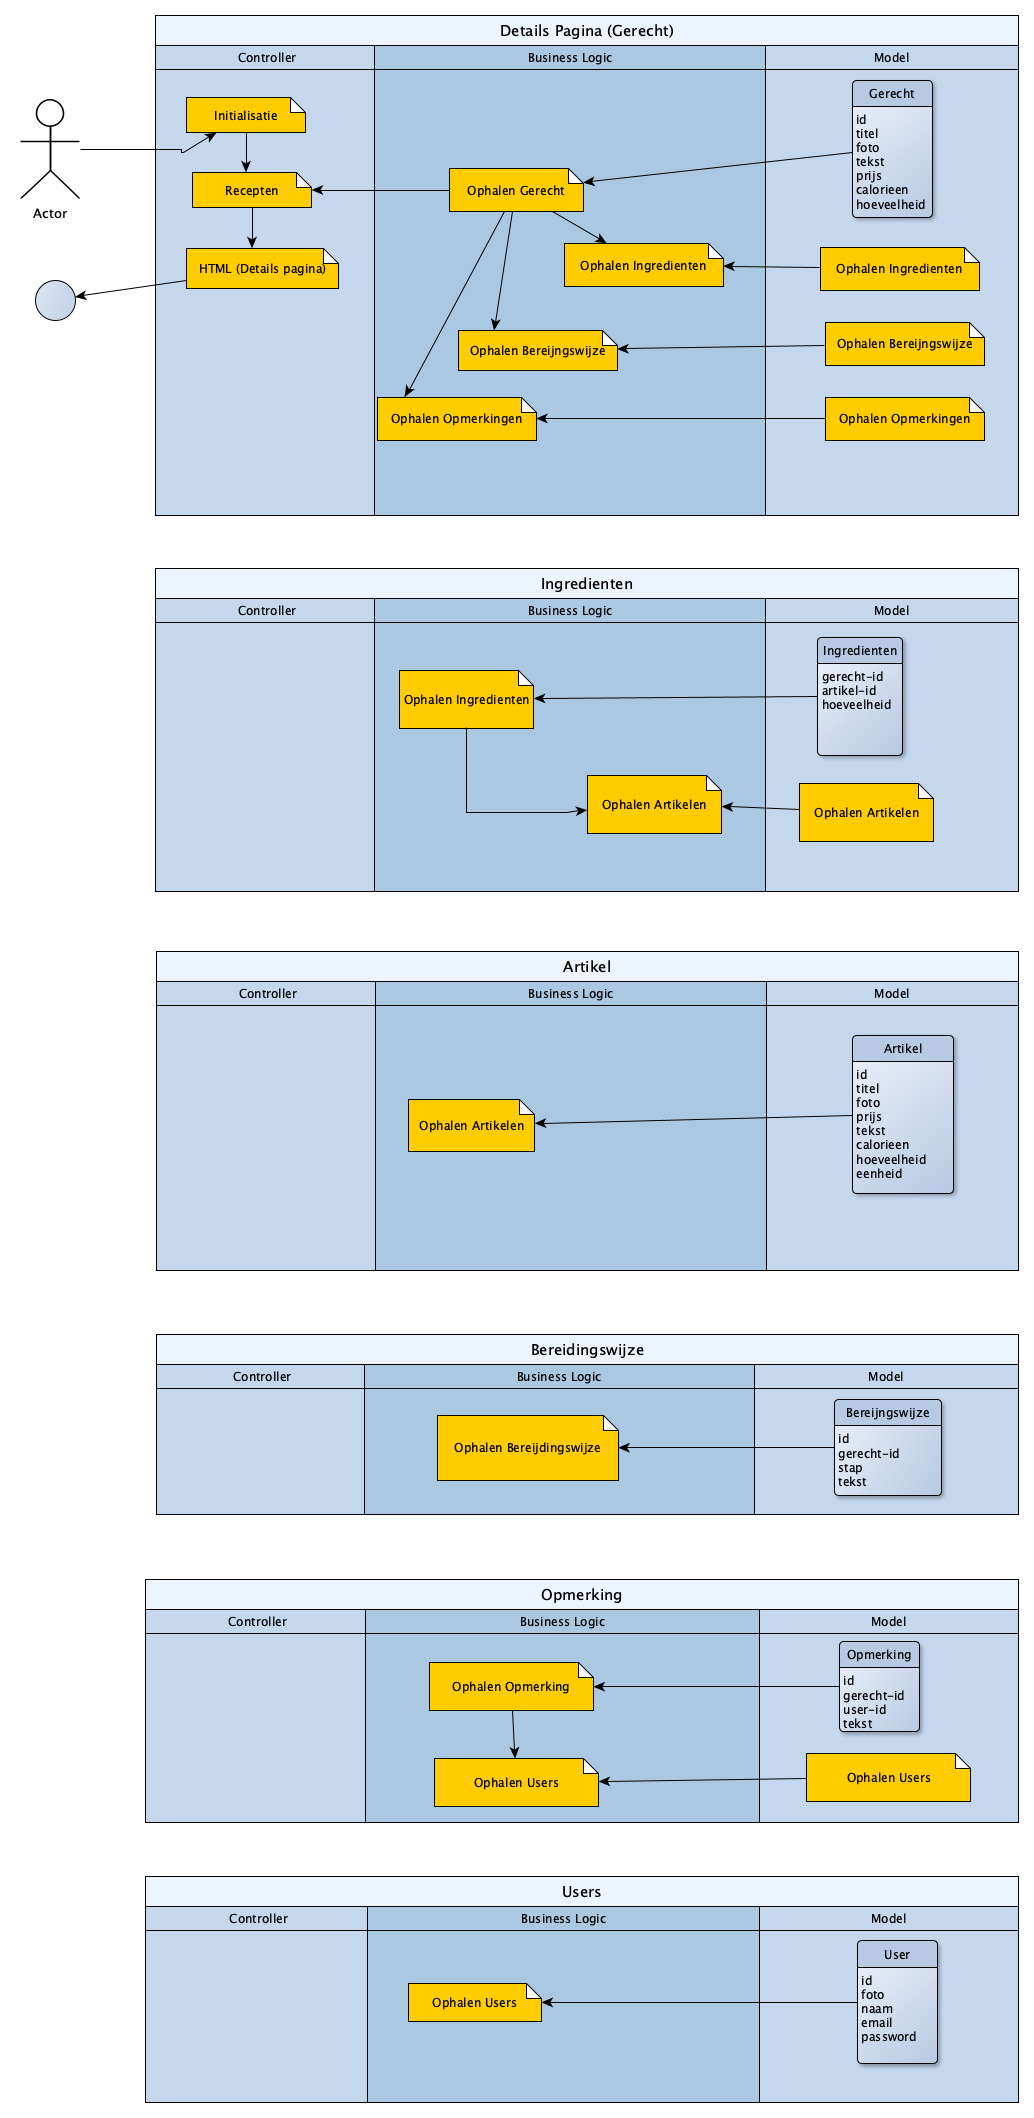 Details Pagina (Gerecht)
Controller
Business Logic
Model
Actor
Initialisatie
Recepten
HTML (Details pagina)
Ophalen Gerecht
Ophalen Ingredienten
Ophalen Bereijngswijze
Ophalen Opmerkingen
Gerecht
id
titel
foto
tekst
prijs
calorieen
hoeveelheid
Ophalen Ingredienten
Ophalen Bereijngswijze
Ophalen Opmerkingen
Ingredienten
Controller
Business Logic
Model
Ophalen Ingredienten
Ophalen Artikelen
Ingredienten
gerecht-id
artikel-id
hoeveelheid
Ophalen Artikelen
Artikel
Controller
Business Logic
Model
Ophalen Artikelen
Artikel
id
titel
foto
prijs
tekst
calorieen
hoeveelheid
eenheid
Bereidingswijze
Controller
Business Logic
Model
Ophalen Bereijdingswijze
Bereijngswijze
id
gerecht-id
stap
tekst
Opmerking
Controller
Business Logic
Model
Ophalen Opmerking
Ophalen Users
Opmerking
id
gerecht-id
user-id
tekst
Ophalen Users
Users
Controller
Business Logic
Model
Ophalen Users
User
id
foto
naam
email
password